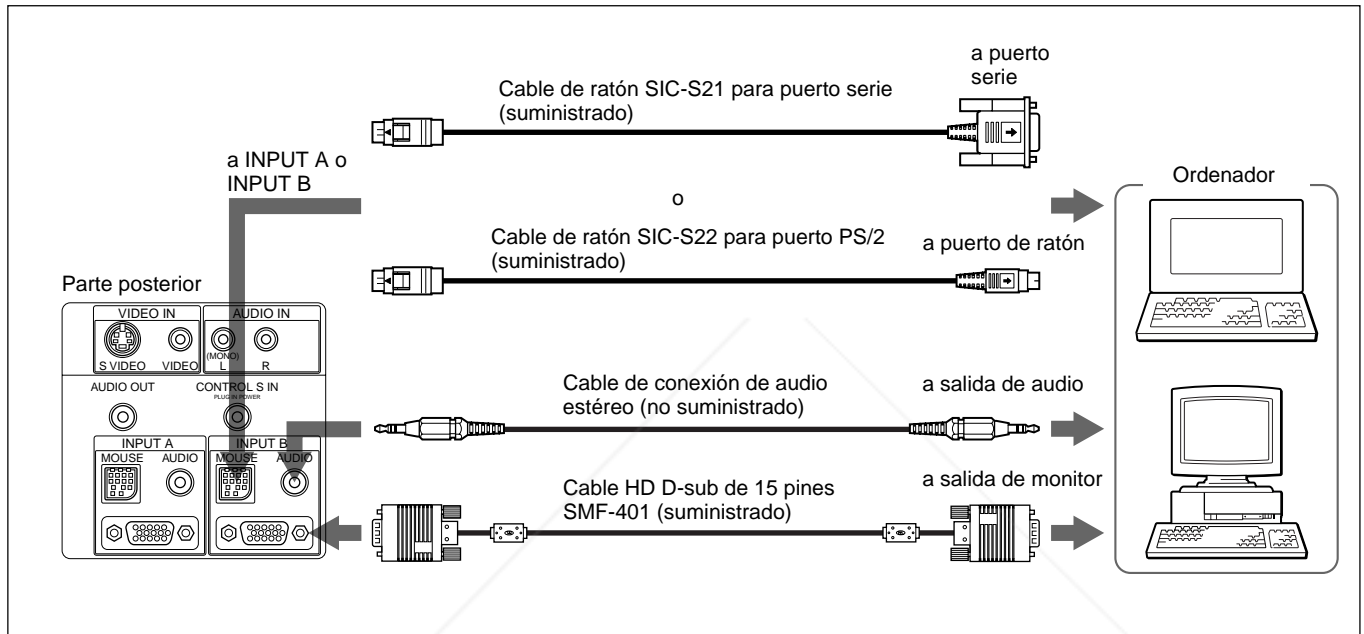 a puerto
serie
Cable de ratón SIC-S21 para puerto serie
(suministrado)
a INPUT A o
INPUT B
Ordenador
o
Cable de ratón SIC-S22 para puerto PS/2
(suministrado)
a puerto de ratón
Parte posterior
VIDEO IN
AUDIO IN
(MONO)
S VIDEO VIDEO L R
AUDIO OUT
CONTROL S IN
PLUG IN POWER
Cable de conexión de audio
estéreo (no suministrado)
a salida de audio
INPUT A
INPUT B
MOUSE AUDIO
MOUSE AUDIO
Cable HD D-sub de 15 pines
SMF-401 (suministrado)
a salida de monitor